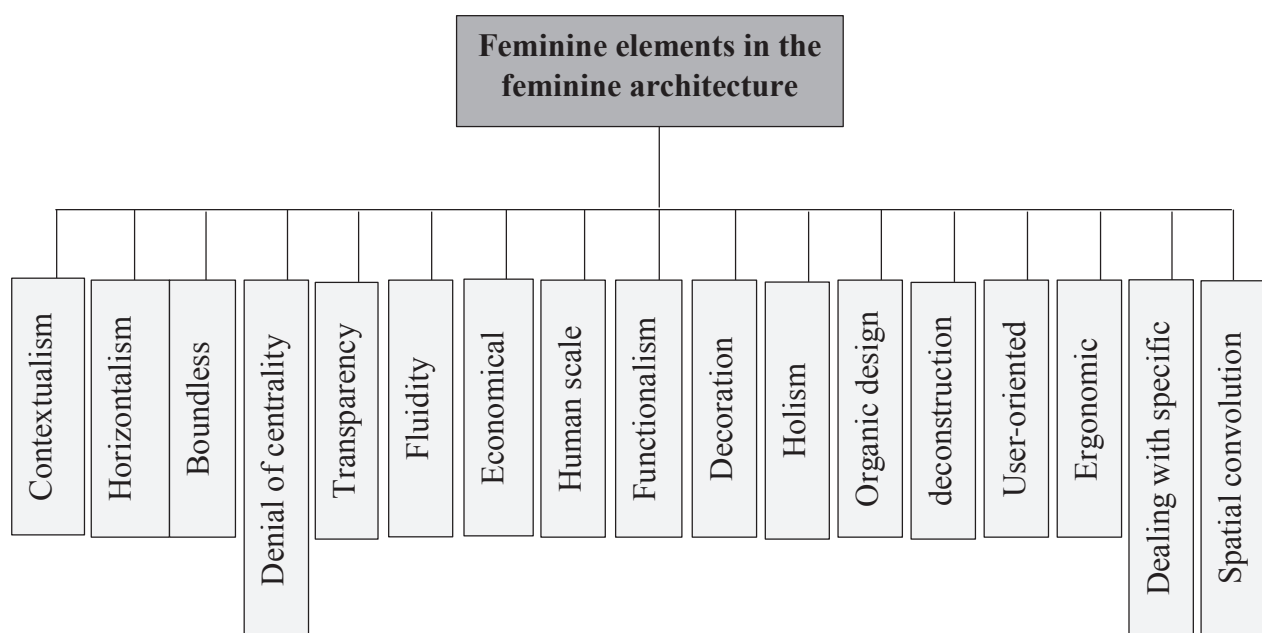 Feminine elements in the
feminine architecture
Contextualism
Horizontalism
Boundless
Denial of centrality
Transparency
Fluidity
Economical
Human scale
Functionalism
Decoration
Holism
Organic design
deconstruction
User-oriented
Ergonomic
Dealing with specific
Spatial convolution